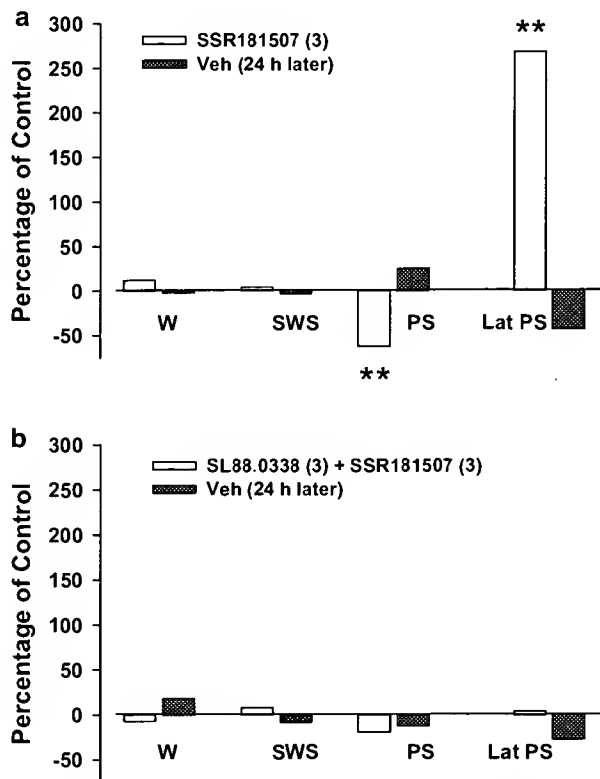 a
SSR181507 (3)
Veh (24 h later)
**
Percentage of Control
300
250
200
150
100
50
0
-50
W
SWS
PS
Lat PS
**
b
SL88.0338 (3) + SSR181507 (3)
Veh (24 h later)
Percentage of Control
300
250
200
150
100
50
0
-50
W
SWS
PS
Lat PS